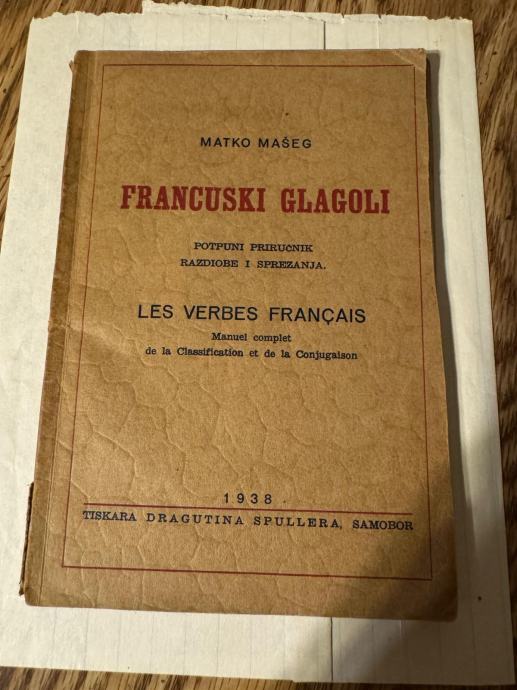 MATKO MAŠEG
FRANCUSKI GLAGOLI
POTPUNI PRIRUČNIK
RAZDIOBE I SPREZANJA.
LES VERBES FRANÇAIS
Manuel complet
de la Classification et de la Conjugaison
1938.
TISKARA DRAGUTINA SPULLERA, SAMOBOR